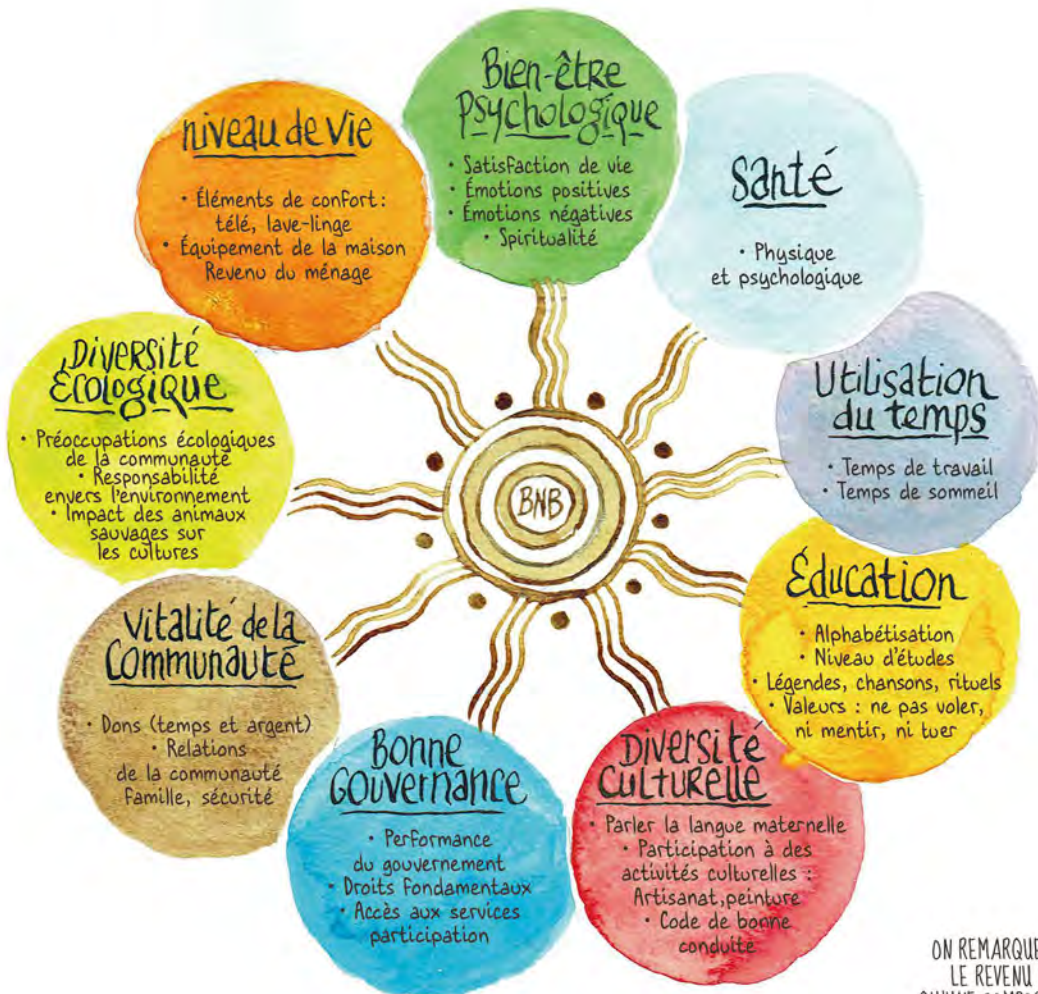 Bien-être
psychologique
• Satisfaction de vie
• Émotions positives
• Émotions négatives
• Spiritualité
Santé
• Physique
et psychologique
Utilisation
du temps
• Temps de travail
• Temps de sommeil
Éducation
• Alphabétisation
• Niveau d'études
• Légendes, chansons, rituels
• Valeurs : ne pas voler,
ni mentir, ni tuer
Diversité
Culturelle
• Parler la langue maternelle
• Participation à des
activités culturelles :
Artisanat, peinture
• Code de bonne
conduite
Bonne
Gouvernance
• Performance
du gouvernement
• Droits fondamentaux
• Accès aux services
participation
Vitalité de la
Communauté
• Dons (temps et argent)
• Relations
de la communauté
Famille, sécurité
Diversité
Écologique
• Préoccupations écologiques
de la communauté
• Responsabilité
envers l'environnement
• Impact des animaux
sauvages sur
les cultures
niveau de vie
• Éléments de confort :
télé, lave-linge
• Équipement de la maison
Revenu du ménage
BNB
ON REMARQUE
LE REVENU